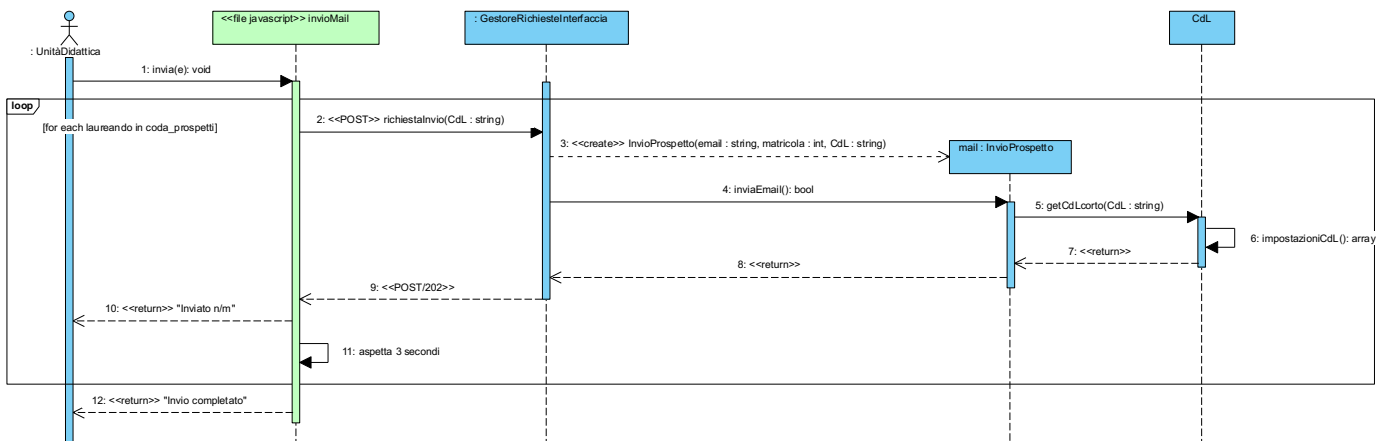 <<file javascript>> invioMail
: GestoreRichiesteInterfaccia
CdL
: UnitàDidattica
1: invia(e): void
loop
[for each laureando in coda_prospetti]
2: <<POST>> richiestaInvio(CdL : string)
3: <<create>> InvioProspetto(email : string, matricola : int, CdL : string)
mail : InvioProspetto
4: inviaEmail(): bool
5: getCdLcorto(CdL : string)
6: impostazioniCdL(): array
7: <<return>>
8: <<return>>
9: <<POST/202>>
10: <<return>> "Inviato n/m"
11: aspetta 3 secondi
12: <<return>> "Invio completato"